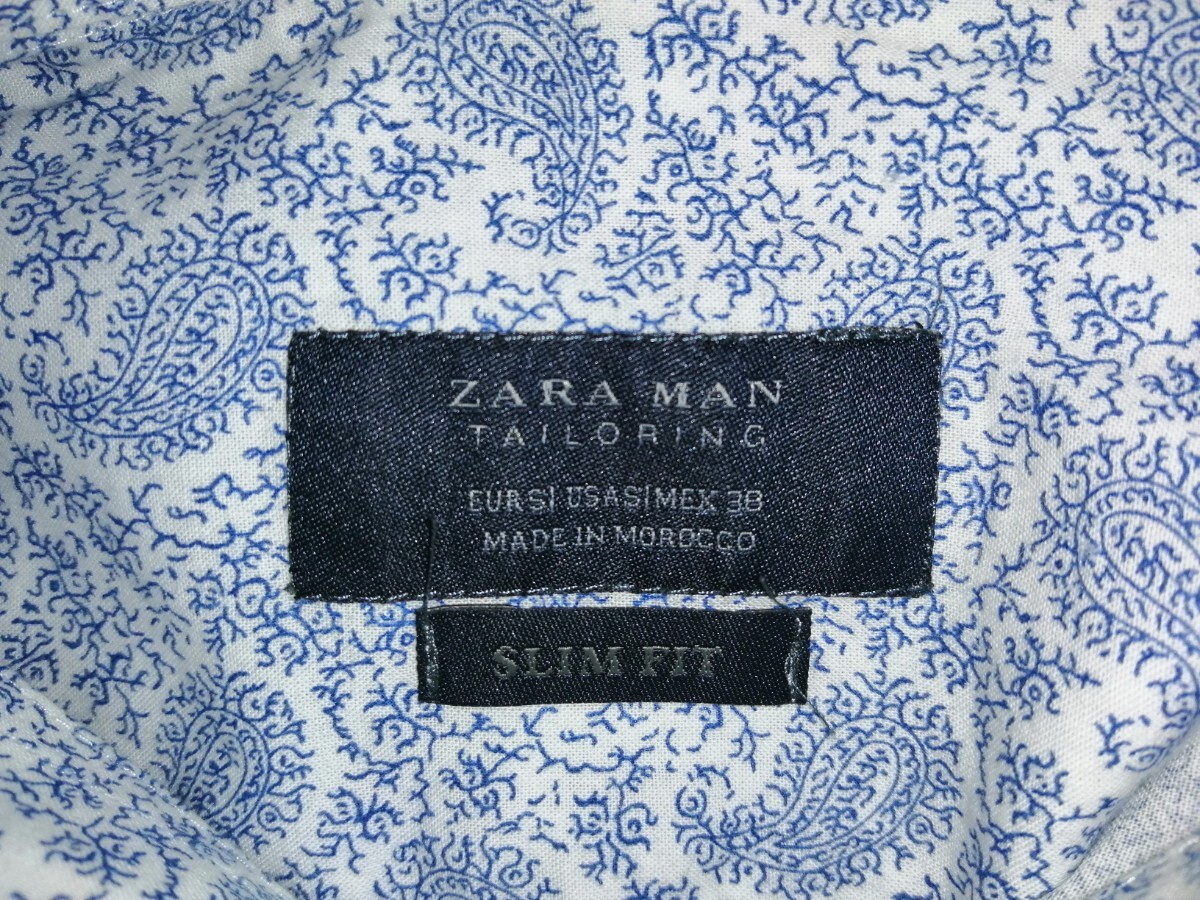 ZARA MAN
TAILORING
EUR S| USA S| MEX 38
MADE IN MOROCCO
SLIM FIT